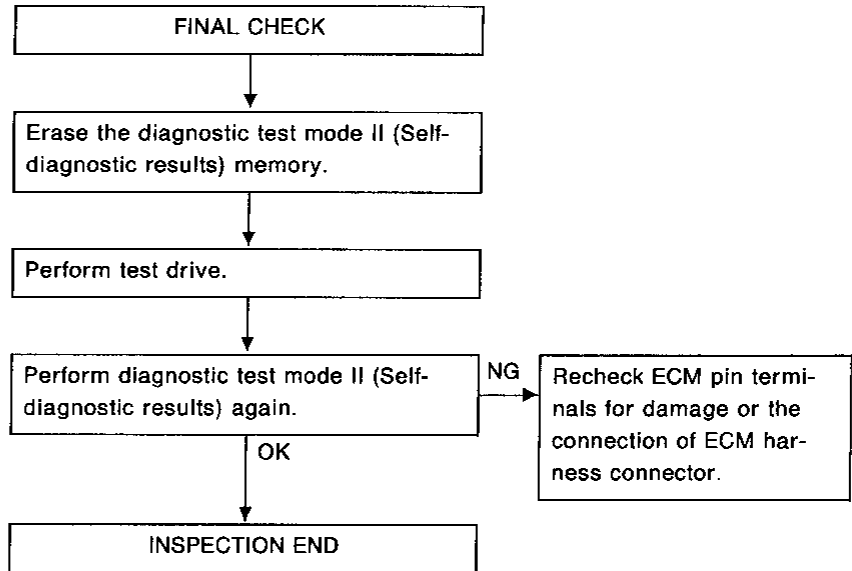 FINAL CHECK
Erase the diagnostic test mode II (Self-
diagnostic results) memory.
Perform test drive.
Perform diagnostic test mode II (Self-
diagnostic results) again.
NG
Recheck ECM pin termi-
nals for damage or the
connection of ECM har-
ness connector.
OK
INSPECTION END